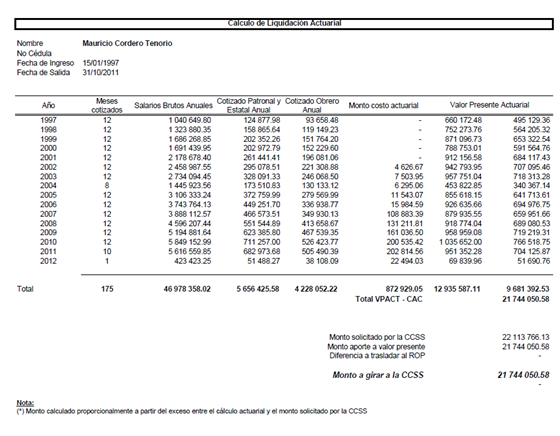 Cálculo de Liquidación Actuarial
Nombre Mauricio Cordero Tenorio
No Cédula
Fecha de Ingreso 15/01/1997
Fecha de Salida 31/10/2011
Año Meses cotizados Salarios Brutos Anuales Cotizado Patronal y Estatal Anual Cotizado Obrero Anual Monto costo actuarial Valor Presente Actuarial
1997 12 1 040 649.80 124 877.98 93 658.48 - 660 172.48 495 129.36
1998 12 1 323 880.35 158 865.64 119 149.23 - 752 273.76 564 205.32
1999 12 1 686 268.85 202 352.26 151 764.20 - 871 096.73 653 322.54
2000 12 1 691 439.95 202 972.79 152 229.60 - 788 753.01 591 564.76
2001 12 2 178 678.40 261 441.41 196 081.06 - 912 156.58 684 117.43
2002 12 2 458 987.55 295 078.51 221 308.88 4 626.67 942 793.95 707 095.46
2003 12 2 734 094.45 328 091.33 246 068.50 7 503.95 957 751.04 718 313.28
2004 8 1 445 923.56 173 510.83 130 133.12 6 295.06 453 822.85 340 367.14
2005 12 3 106 333.24 372 759.99 279 569.99 11 543.07 855 618.15 641 713.61
2006 12 3 743 764.13 449 251.70 336 938.77 15 984.59 926 635.66 694 976.75
2007 12 3 888 112.57 466 573.51 349 930.13 108 883.39 879 935.55 659 951.66
2008 12 4 596 207.44 551 544.89 413 658.67 131 211.81 918 774.04 689 080.53
2009 12 5 194 881.64 623 385.80 467 539.35 161 036.50 958 959.08 719 219.31
2010 12 5 849 152.99 711 257.00 526 423.77 200 535.42 1 035 652.00 766 518.75
2011 10 5 616 559.85 682 973.68 505 490.39 202 814.56 951 352.28 704 125.87
2012 1 423 423.25 51 488.27 38 108.09 22 494.03 69 839.96 51 690.76
Total 175 46 978 358.02 5 656 425.58 4 228 052.22 872 929.05 12 935 587.11 9 681 392.53
Total VPACT - CAC 21 744 050.58
Monto solicitado por la CCSS 22 113 766.13
Monto aporte a valor presente 21 744 050.58
Diferencia a trasladar al ROP -
Monto a girar a la CCSS 21 744 050.58
-
Nota:
(*) Monto calculado proporcionalmente a partir del exceso entre el cálculo actuarial y el monto solicitado por la CCSS